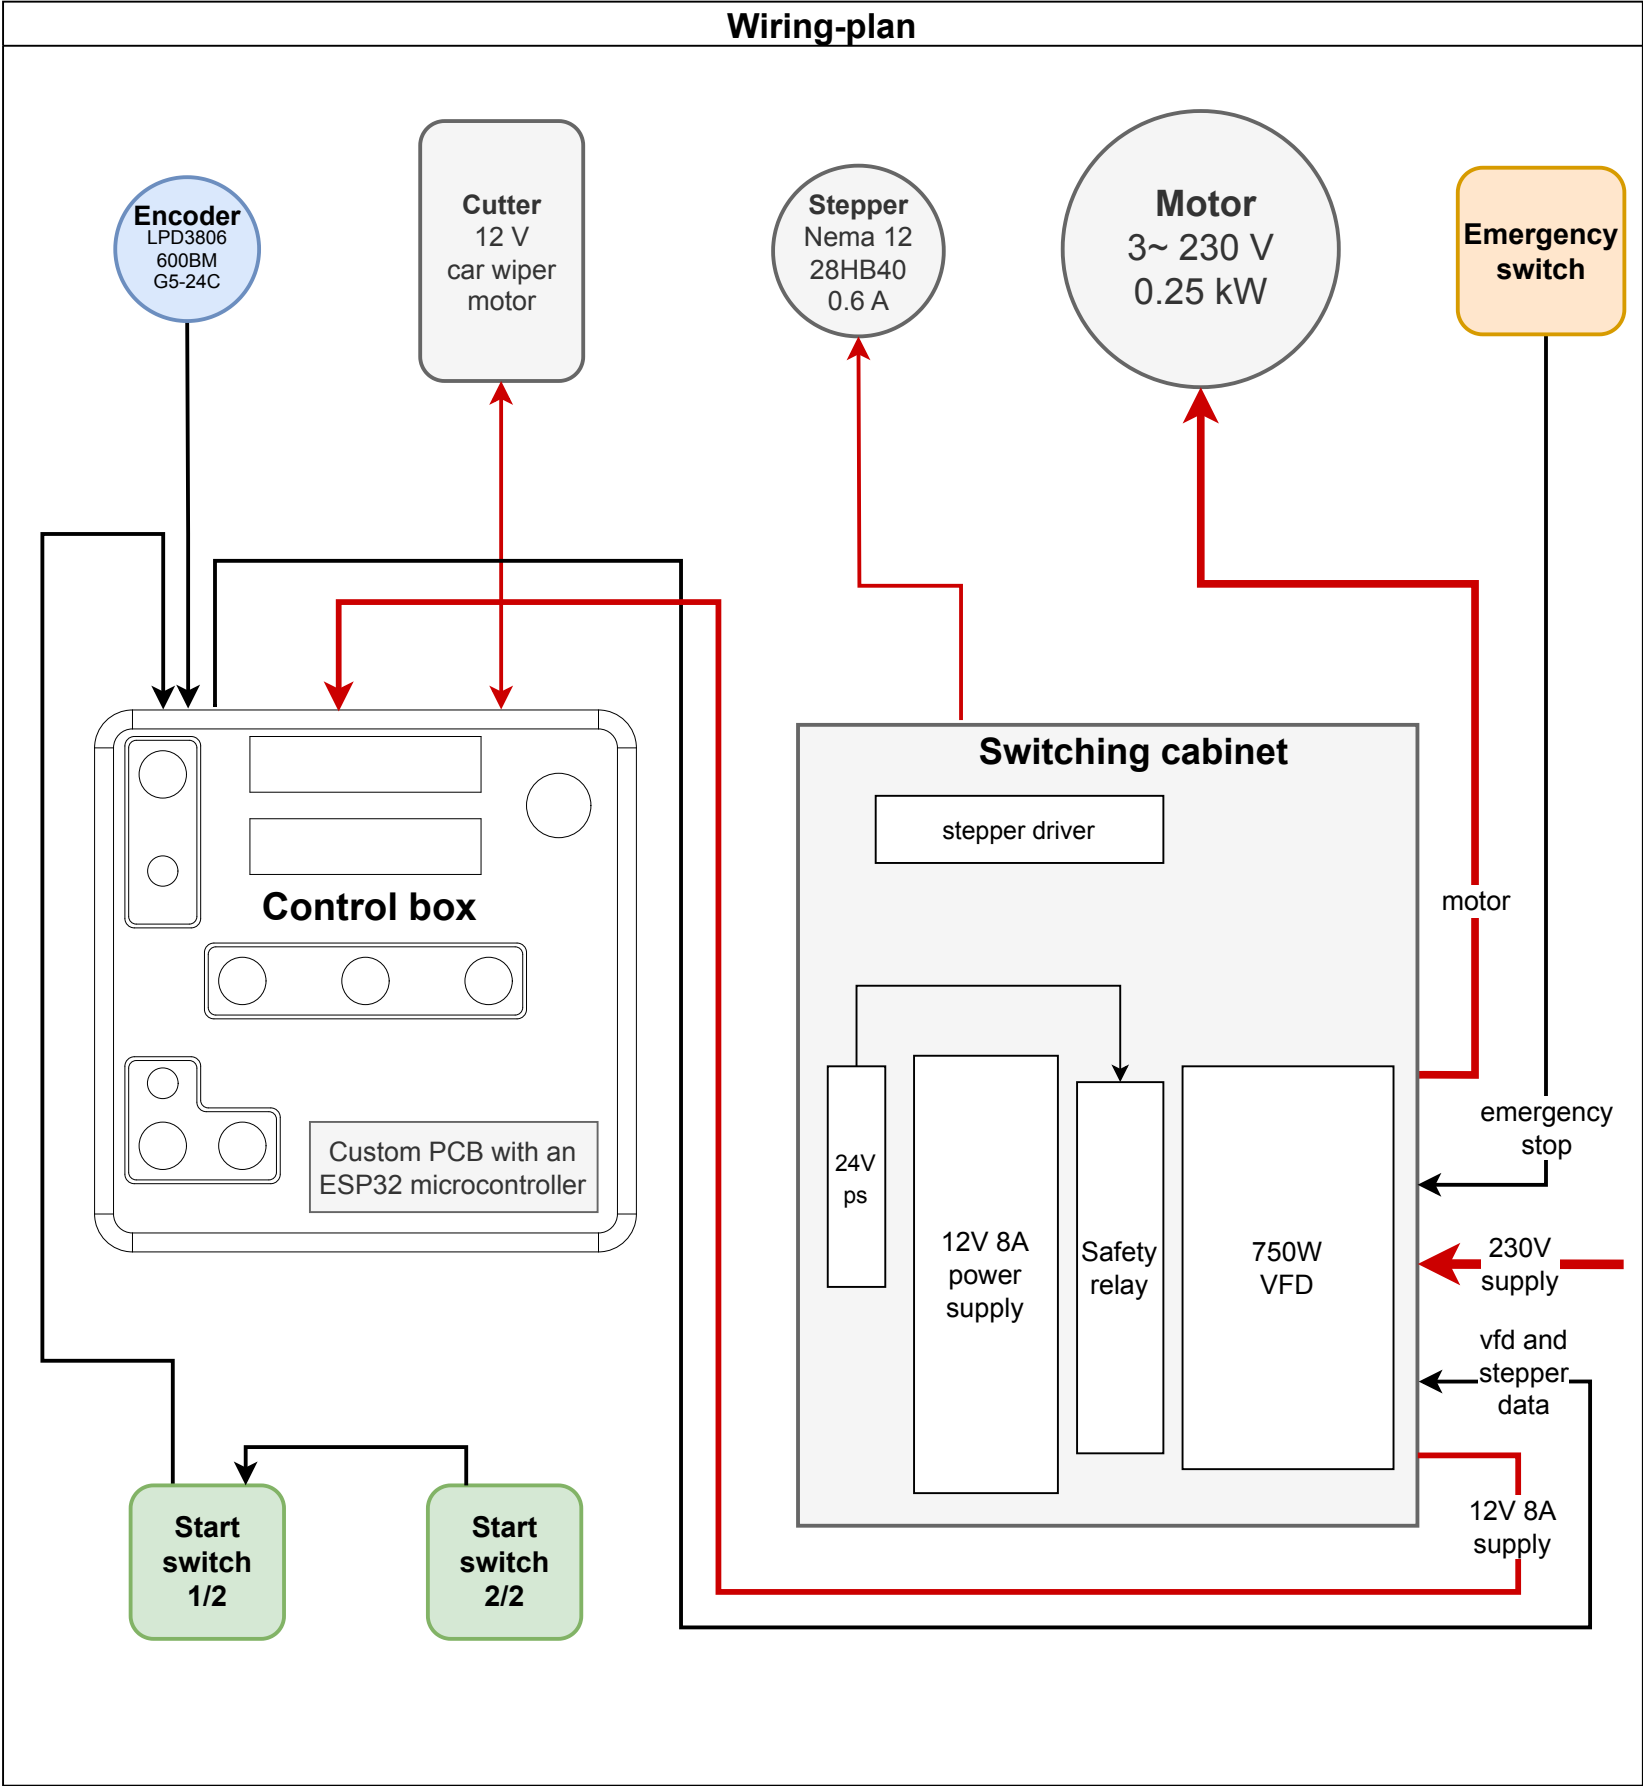 Wiring-plan
Encoder
LPD3806
600BM
G5-24C
Cutter
12 V
car wiper
motor
Stepper
Nema 12
28HB40
0.6 A
Motor
3~ 230 V
0.25 kW
Emergency
switch
Control box
Custom PCB with an
ESP32 microcontroller
Switching cabinet
stepper driver
24V
ps
12V 8A
power
supply
Safety
relay
750W
VFD
motor
emergency
stop
230V
supply
vfd and
stepper
data
12V 8A
supply
Start
switch
1/2
Start
switch
2/2